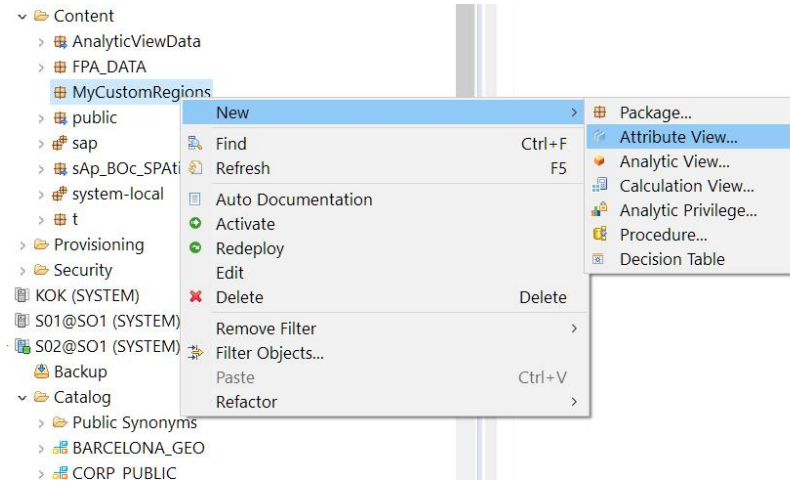 Content
AnalyticViewData
FPA_DATA
MyCustomRegions
public
sap
sAp_BOc_SPAti
system-local
t
Provisioning
Security
KOK (SYSTEM)
S01@SO1 (SYSTEM)
S02@SO1 (SYSTEM)
Backup
Catalog
Public Synonyms
BARCELONA_GEO
CORP_PUBLIC
New
Find Ctrl+F
Refresh F5
Auto Documentation
Activate
Redeploy
Edit
Delete Delete
Remove Filter
Filter Objects...
Paste Ctrl+V
Refactor
Package...
Attribute View...
Analytic View...
Calculation View...
Analytic Privilege...
Procedure...
Decision Table